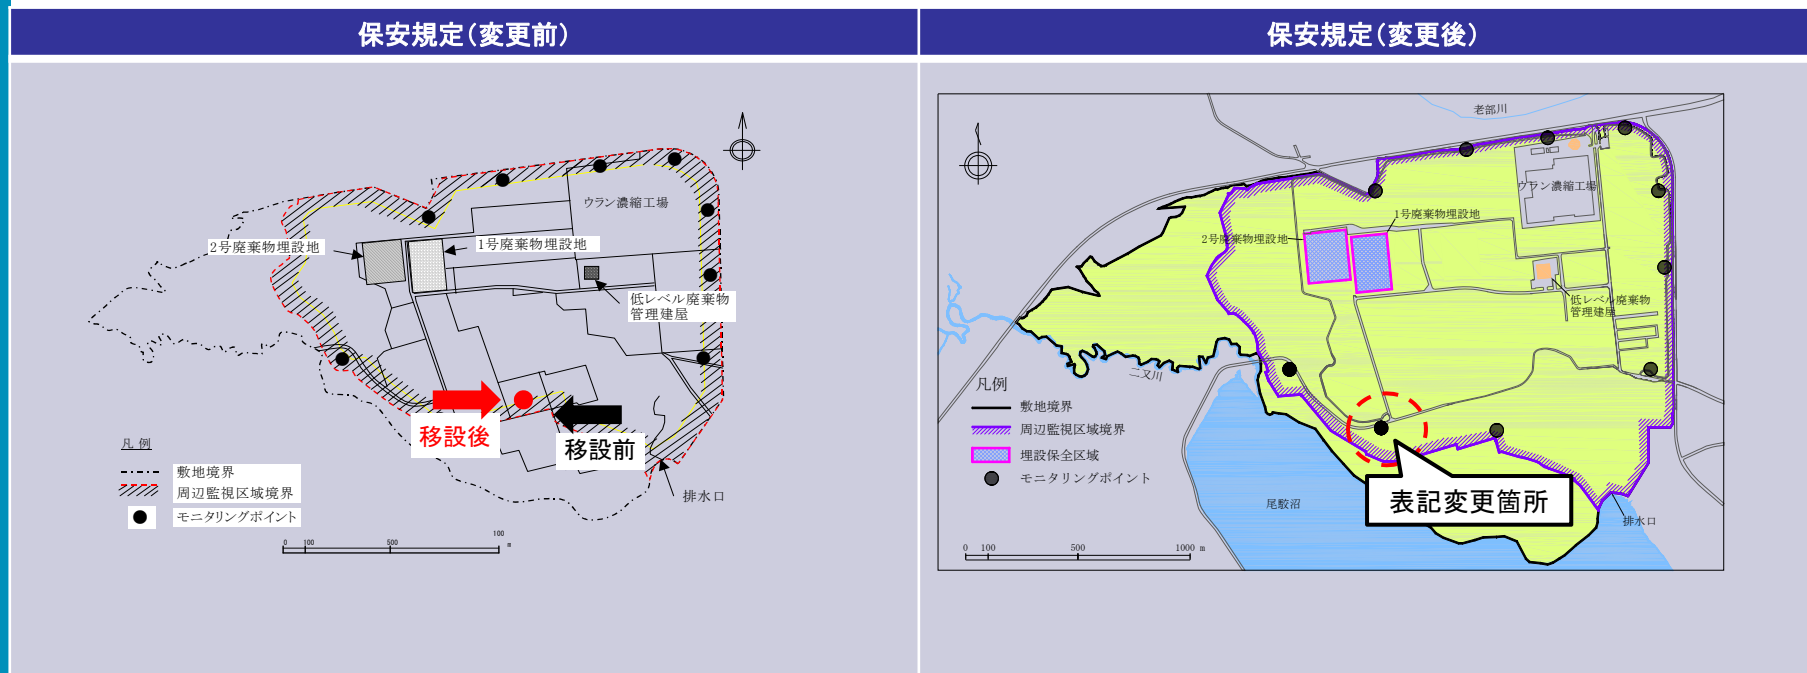 保安規定(変更前)
保安規定(変更後)
ウラン濃縮工場
2号廃棄物埋設地
1号廃棄物埋設地
低レベル廃棄物
管理建屋
移設後
移設前
排水口
凡 例
敷地境界
周辺監視区域境界
モニタリングポイント
0 100 500 100 m
老部川
ウラン濃縮工場
1号廃棄物埋設地
2号廃棄物埋設地
低レベル廃棄物
管理建屋
二又川
凡例
敷地境界
周辺監視区域境界
埋設保全区域
モニタリングポイント
表記変更箇所
尾駮沼
排水口
0 100 500 1000 m